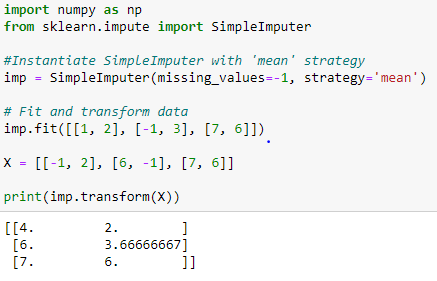 import numpy as np
from sklearn.impute import SimpleImputer
#Instantiate SimpleImputer with 'mean' strategy
imp = SimpleImputer(missing_values=-1, strategy='mean')
# Fit and transform data
imp.fit([[1, 2], [-1, 3], [7, 6]])
X = [[-1, 2], [6, -1], [7, 6]]
print(imp.transform(X))
[[4.         2.        ]
 [6.         3.66666667]
 [7.         6.        ]]